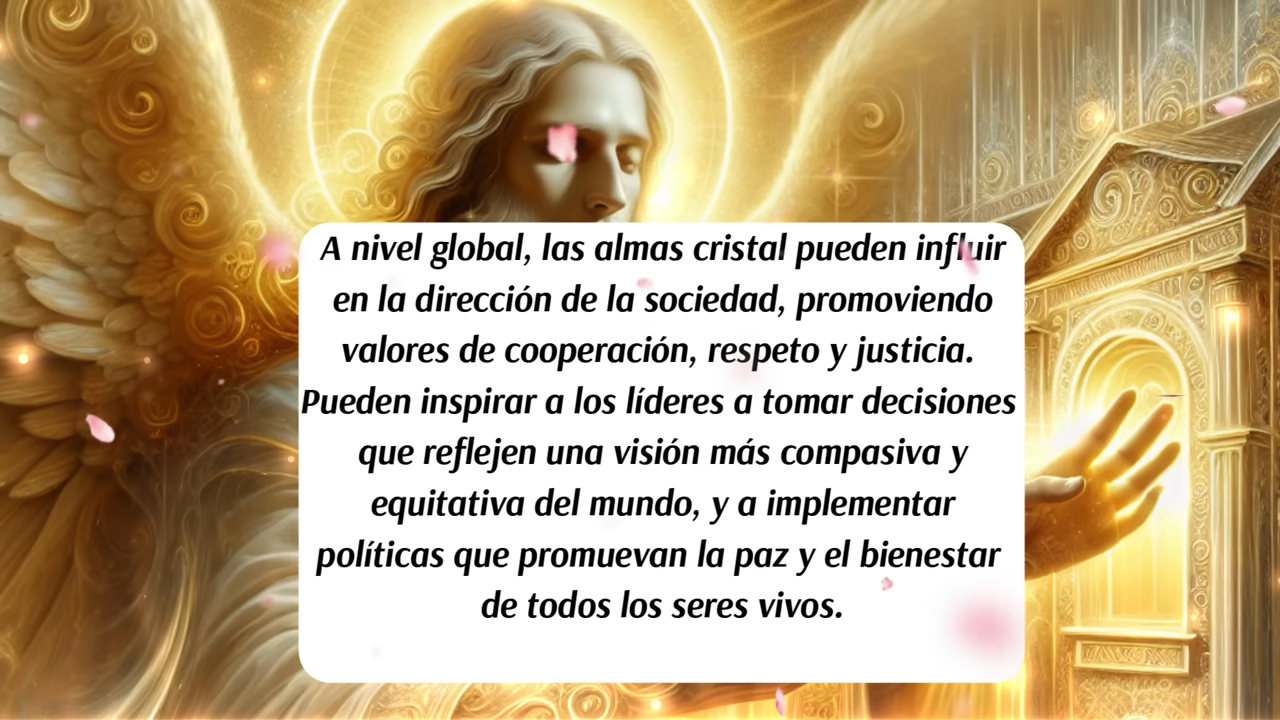 A nivel global, las almas cristal pueden influir
en la dirección de la sociedad, promoviendo
valores de cooperación, respeto y justicia.
Pueden inspirar a los líderes a tomar decisiones
que reflejen una visión más compasiva y
equitativa del mundo, y a implementar
políticas que promuevan la paz y el bienestar
de todos los seres vivos.